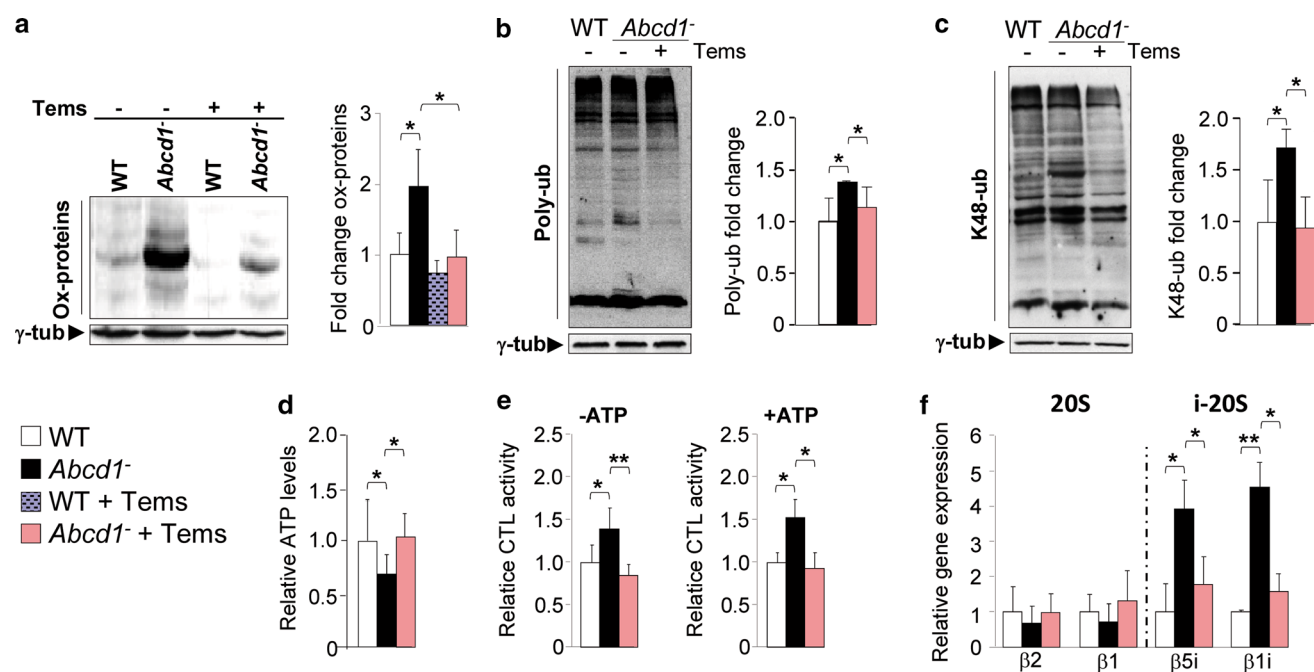 a
Tems - - + +
WT Abcd1- WT Abcd1-
Ox-proteins
γ-tub
Fold change ox-proteins
3
2
1
0
* *
b
WT Abcd1-
- - + Tems
Poly-ub
γ-tub
Poly-ub fold change
2.0
1.5
1.0
0.5
0.0
* *
c
WT Abcd1-
- - + Tems
K48-ub
γ-tub
K48-ub fold change
2.0
1.5
1.0
0.5
0
* *
WT
Abcd1-
WT + Tems
Abcd1- + Tems
d
Relative ATP levels
2.0
1.5
1.0
0.5
0
* *
e
-ATP
Relatice CTL activity
2.5
2.0
1.5
1.0
0.5
0.0
* **
+ATP
Relatice CTL activity
2.5
2.0
1.5
1.0
0.5
0.0
* *
f
20S i-20S
Relative gene expression
6
5
4
3
2
1
0
* * ** *
β2 β1 β5i β1i